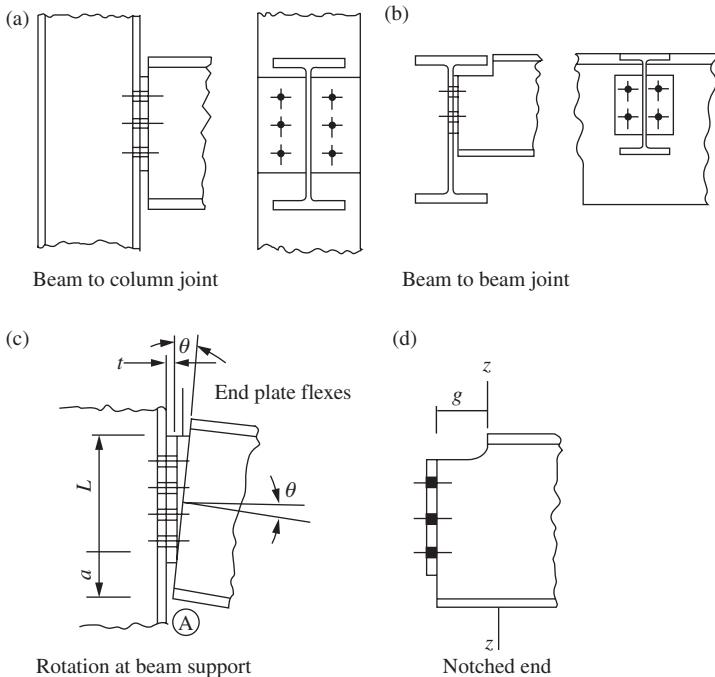 (a)
(b)
Beam to column joint
Beam to beam joint
(c)
θ
t
End plate flexes
L
θ
a
A
Rotation at beam support
(d)
z
g
z
Notched end